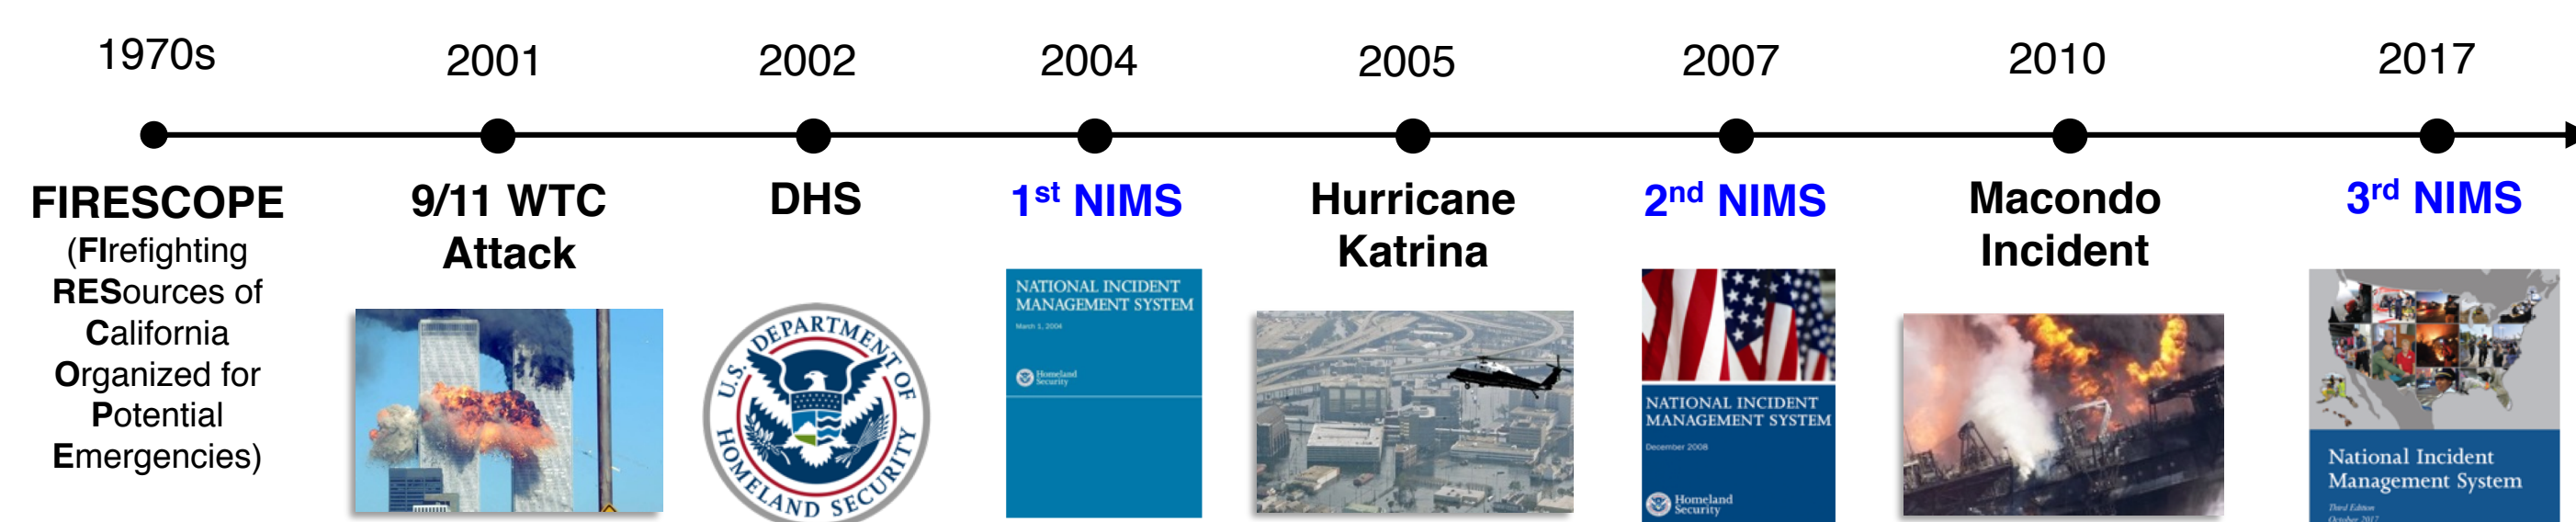 1970s
2001
2002
2004
2005
2007
2010
2017
FIRESCOPE
(FIrefighting
RESources of
California
Organized for
Potential
Emergencies)
9/11 WTC
Attack
DHS
U.S. DEPARTMENT OF
HOMELAND SECURITY
1st NIMS
NATIONAL INCIDENT
MANAGEMENT SYSTEM
March 1, 2004
Homeland
Security
Hurricane
Katrina
2nd NIMS
NATIONAL INCIDENT
MANAGEMENT SYSTEM
December 2008
Homeland
Security
Macondo
Incident
3rd NIMS
National Incident
Management System
Third Edition
October 2017